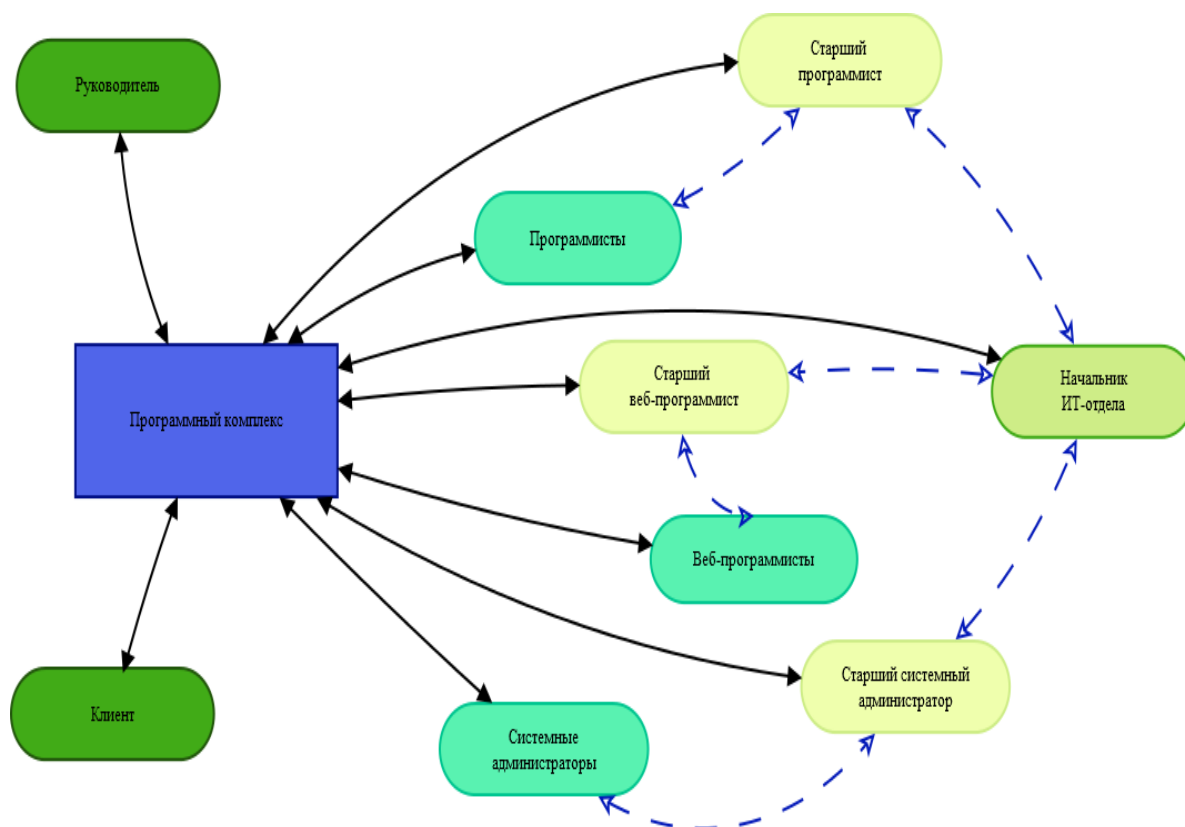 Старший
программист
Руководитель
Программисты
Старший
веб-программист
Начальник
ИТ-отдела
Программный комплекс
Веб-программисты
Старший системный
администратор
Клиент
Системные
администраторы